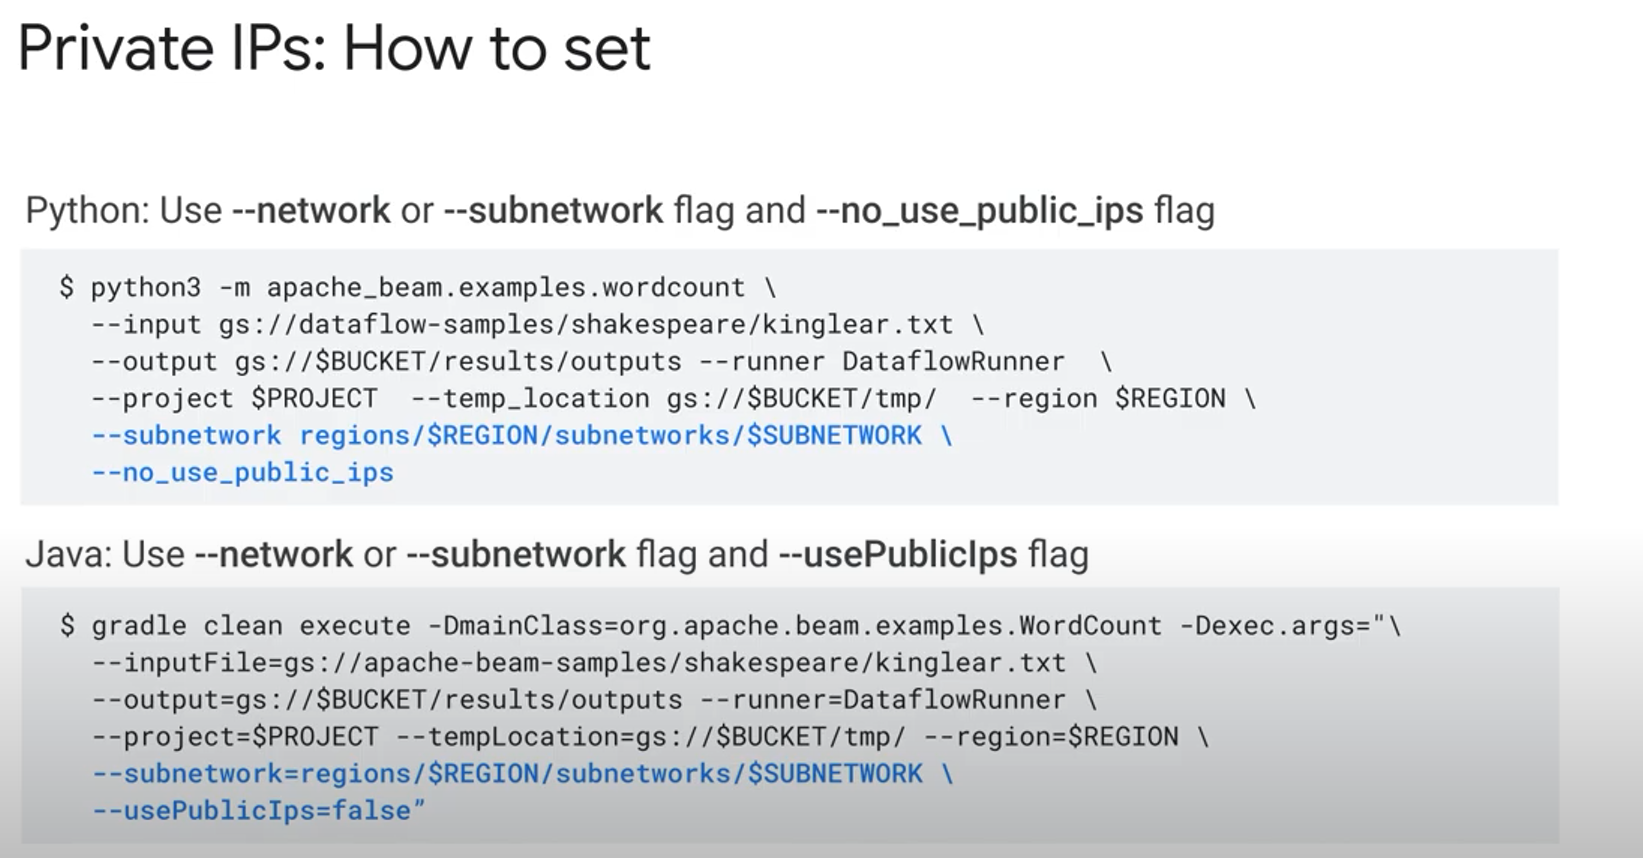 Private IPs: How to set
Python: Use --network or --subnetwork flag and --no_use_public_ips flag
$ python3 -m apache_beam.examples.wordcount \
--input gs://dataflow-samples/shakespeare/kinglear.txt \
--output gs://$BUCKET/results/outputs --runner DataflowRunner  \
--project $PROJECT  --temp_location gs://$BUCKET/tmp/  --region $REGION \
--subnetwork regions/$REGION/subnetworks/$SUBNETWORK \
--no_use_public_ips
Java: Use --network or --subnetwork flag and --usePublicIps flag
$ gradle clean execute -DmainClass=org.apache.beam.examples.WordCount -Dexec.args="\
--inputFile=gs://apache-beam-samples/shakespeare/kinglear.txt \
--output=gs://$BUCKET/results/outputs --runner=DataflowRunner \
--project=$PROJECT --tempLocation=gs://$BUCKET/tmp/ --region=$REGION \
--subnetwork=regions/$REGION/subnetworks/$SUBNETWORK \
--usePublicIps=false”